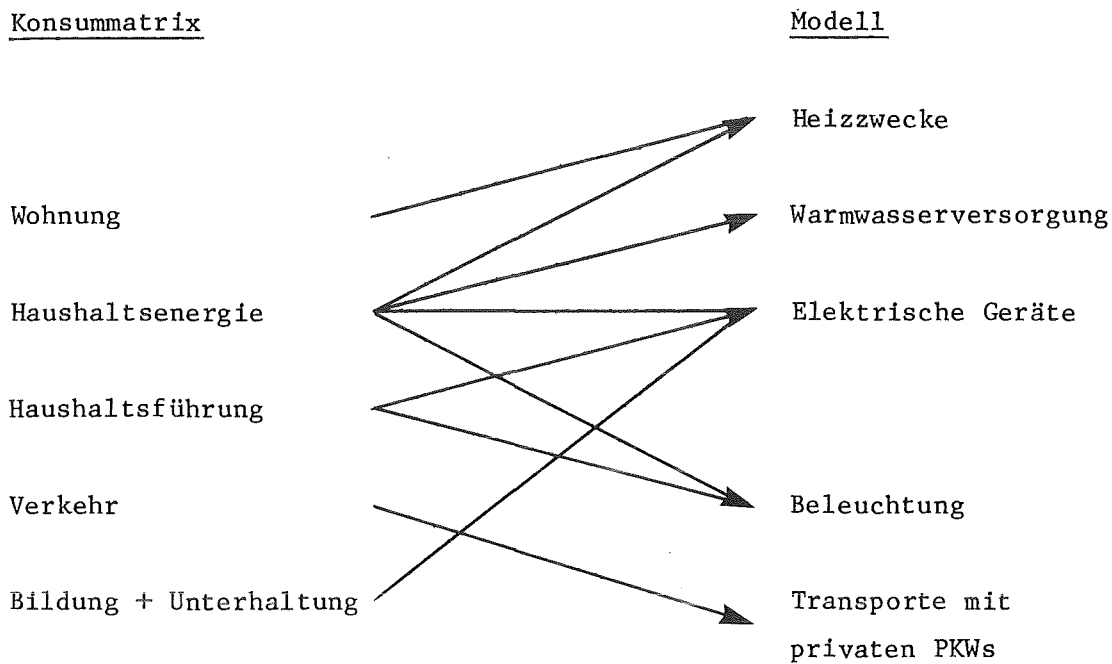 Konsummatrix
Modell
Heizzwecke
Wohnung
Warmwasserversorgung
Haushaltsenergie
Elektrische Geräte
Haushaltsführung
Verkehr
Beleuchtung
Bildung + Unterhaltung
Transporte mit
privaten PKWs